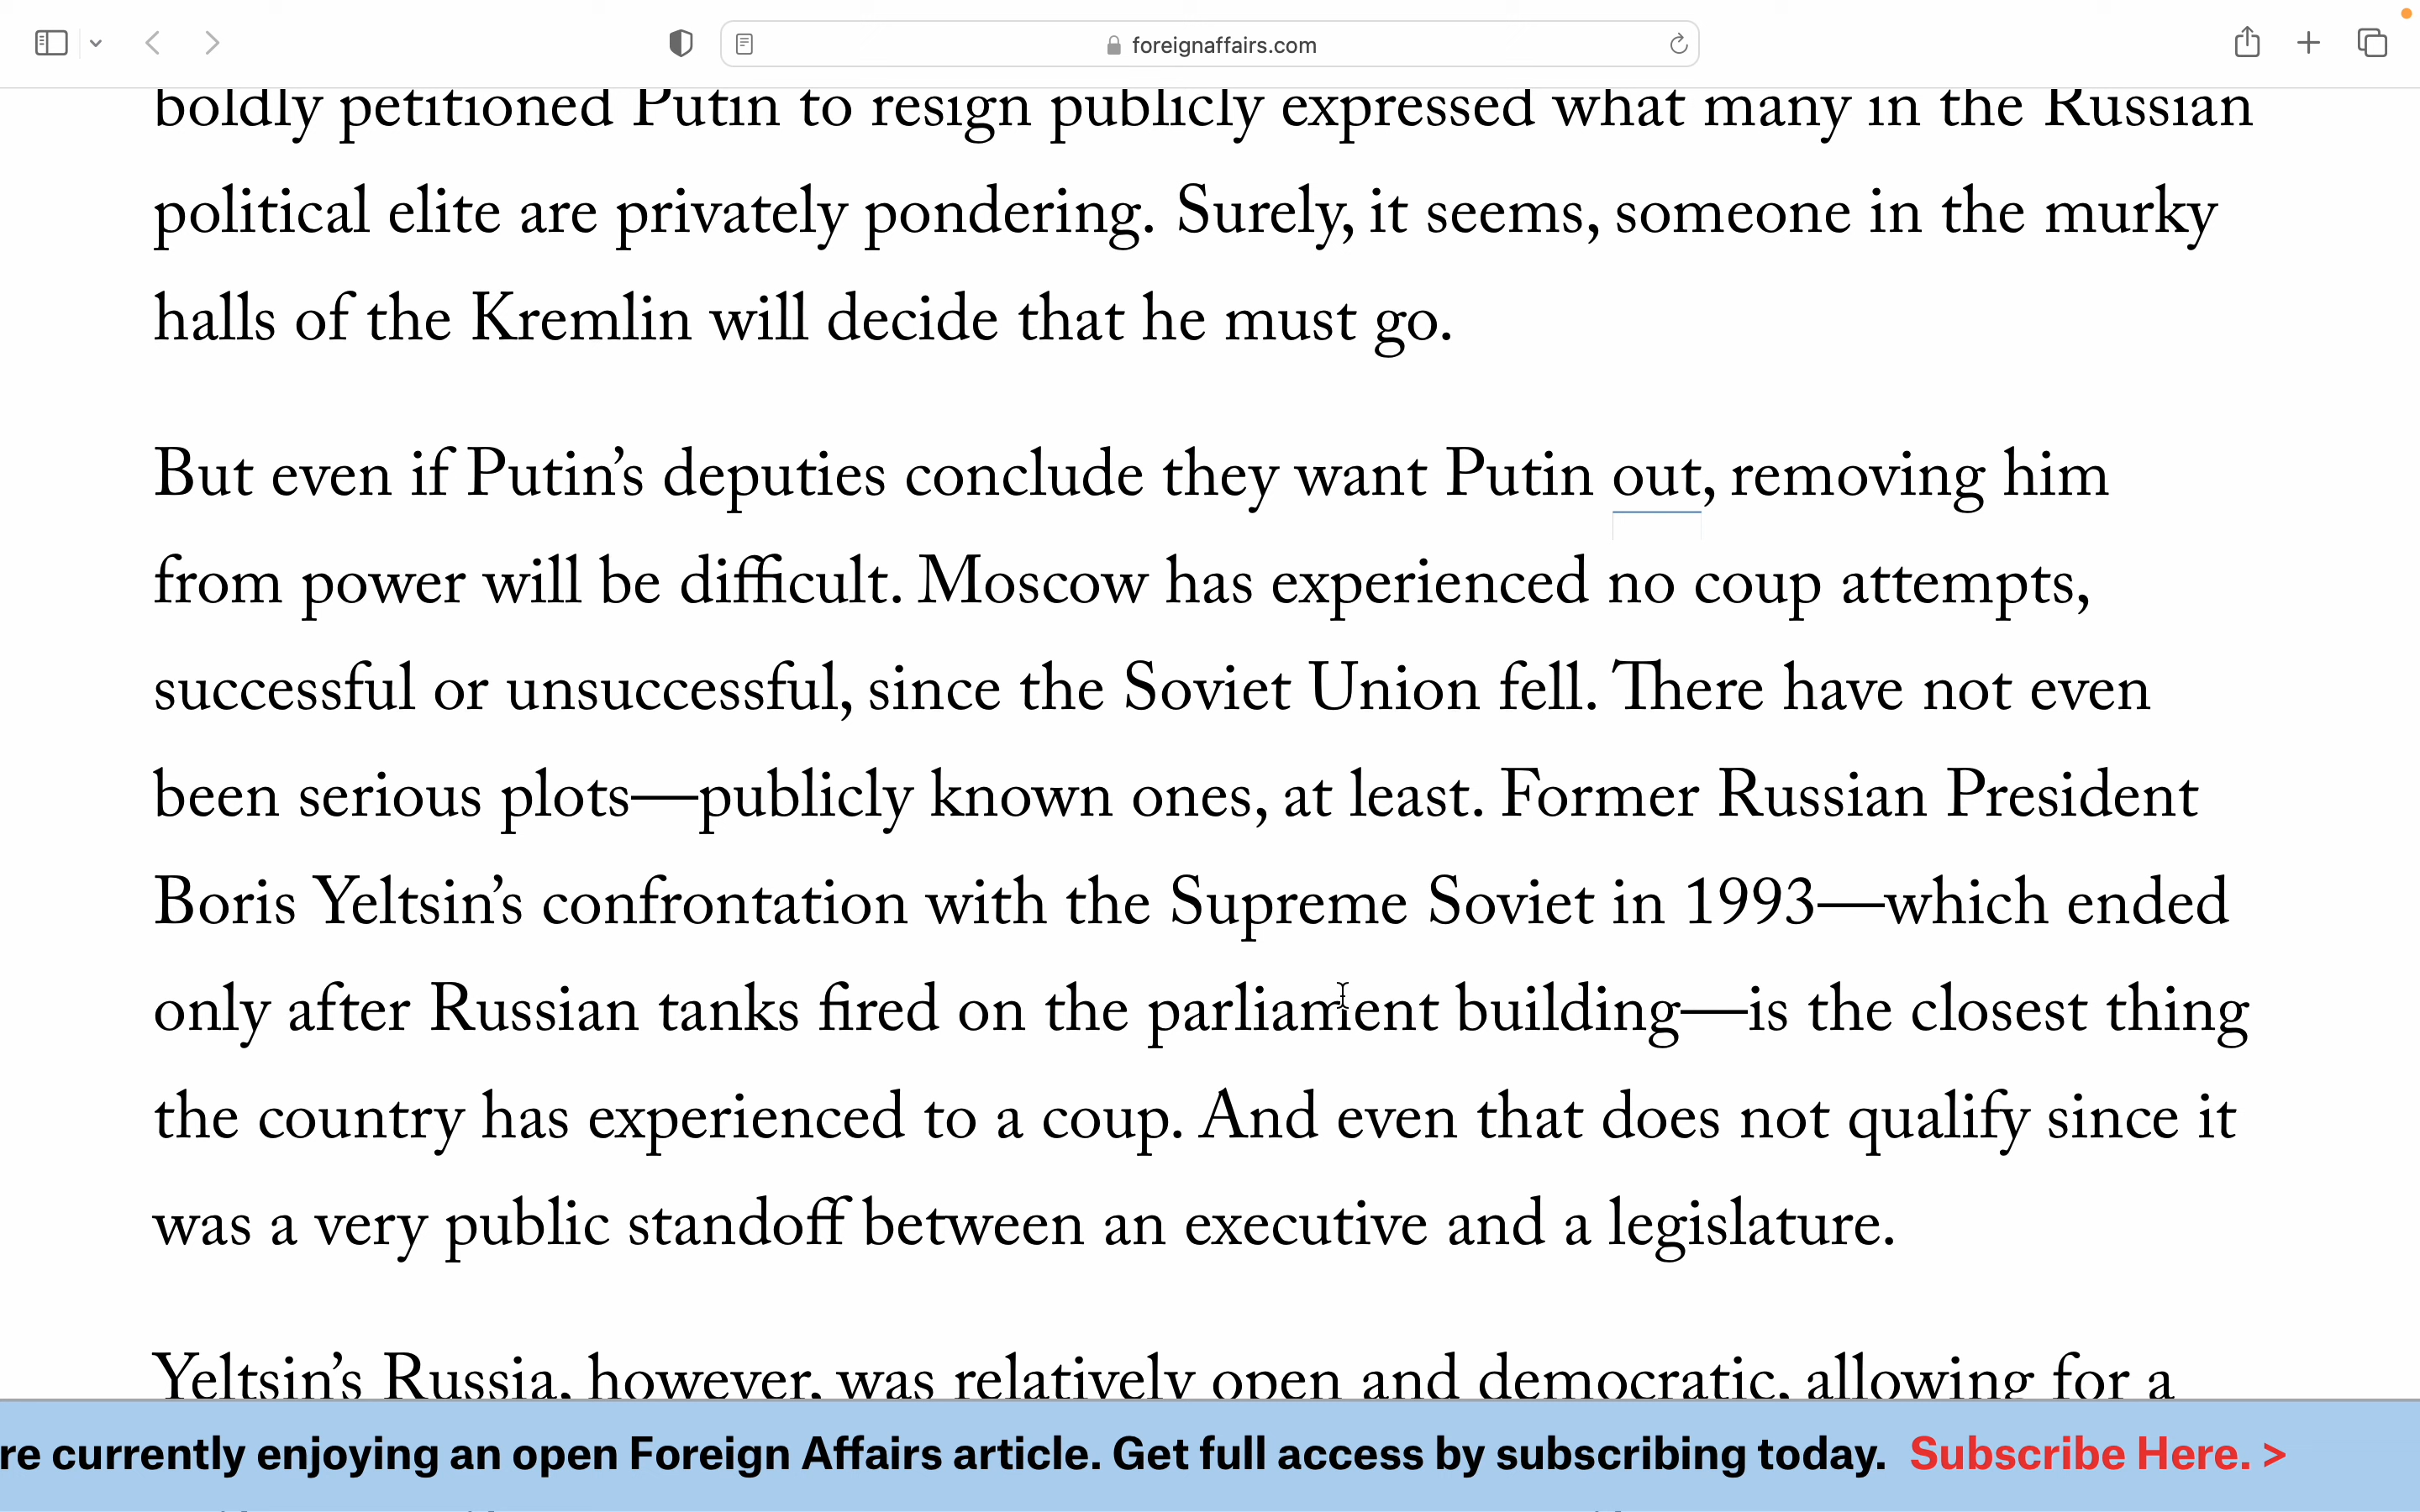 foreignaffairs.com
boldly petitioned Putin to resign publicly expressed what many in the Russian
political elite are privately pondering. Surely, it seems, someone in the murky
halls of the Kremlin will decide that he must go.
But even if Putin’s deputies conclude they want Putin out, removing him
from power will be difficult. Moscow has experienced no coup attempts,
successful or unsuccessful, since the Soviet Union fell. There have not even
been serious plots—publicly known ones, at least. Former Russian President
Boris Yeltsin’s confrontation with the Supreme Soviet in 1993—which ended
only after Russian tanks fired on the parliament building—is the closest thing
the country has experienced to a coup. And even that does not qualify since it
was a very public standoff between an executive and a legislature.
Yeltsin’s Russia, however, was relatively open and democratic, allowing for a
re currently enjoying an open Foreign Affairs article. Get full access by subscribing today. Subscribe Here. >